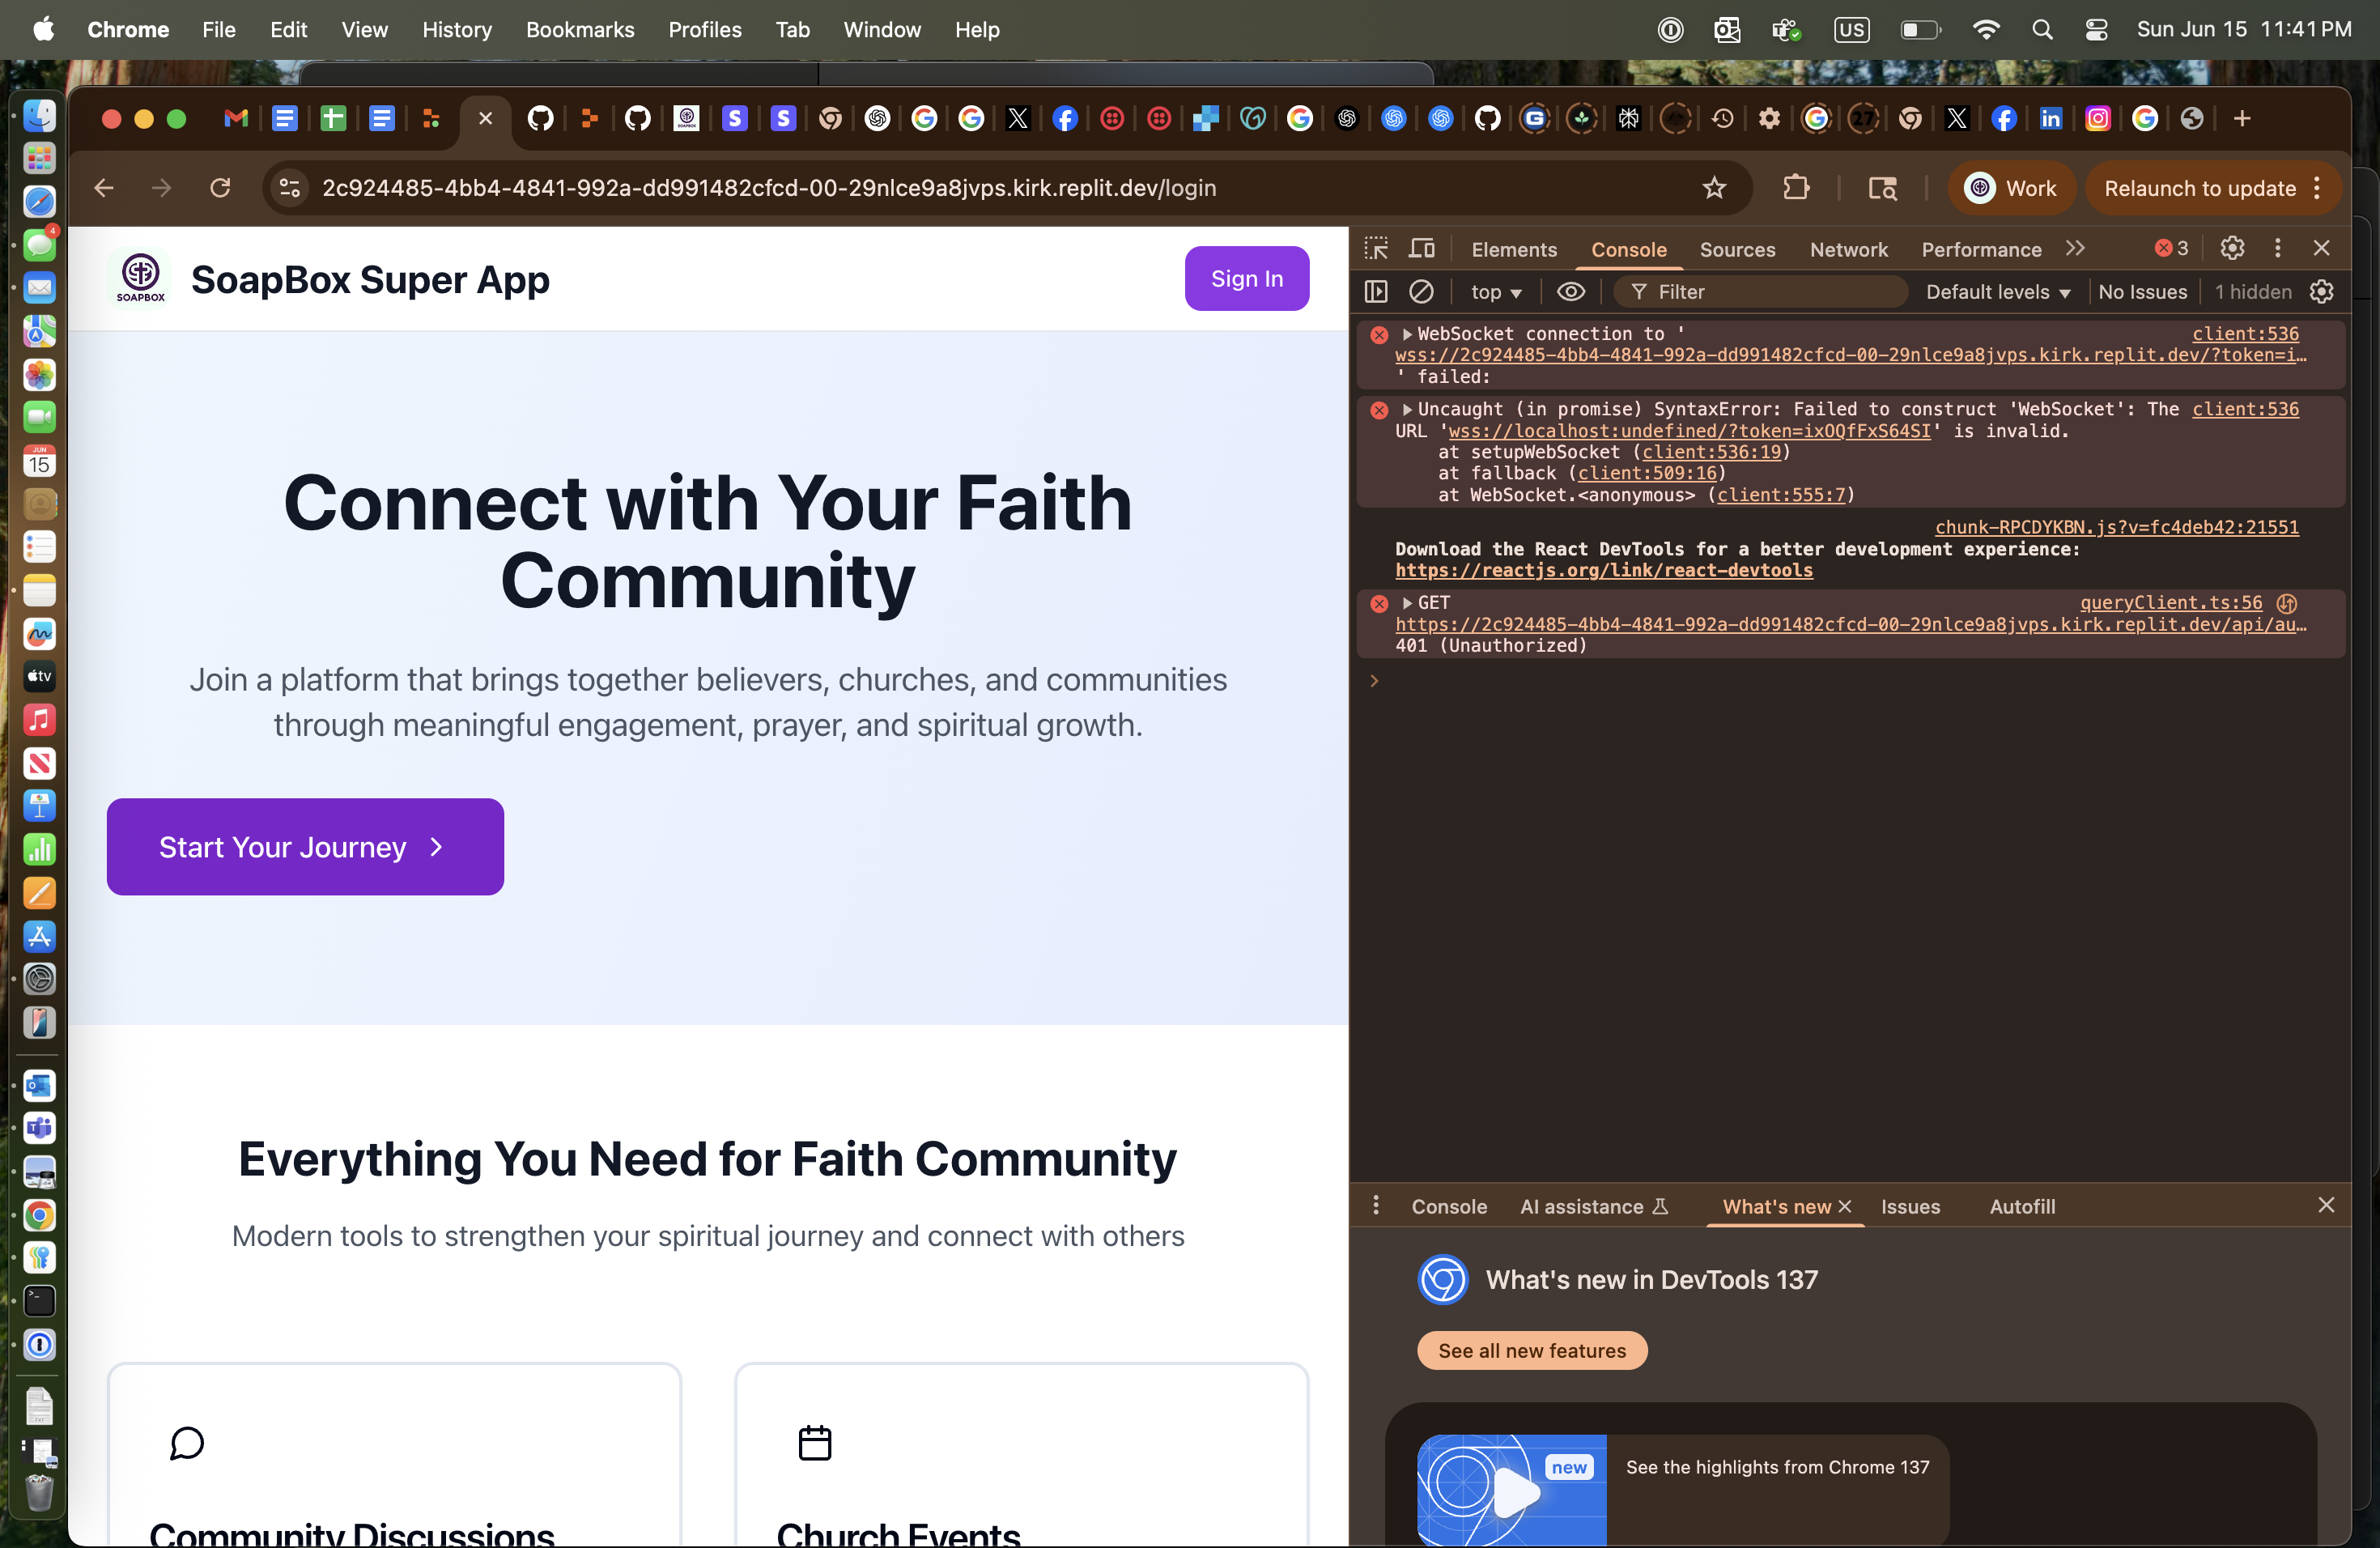 Chrome File Edit View History Bookmarks Profiles Tab Window Help US Sun Jun 15 11:41 PM
2c924485-4bb4-4841-992a-dd991482cfcd-00-29nlce9a8jvps.kirk.replit.dev/login Work Relaunch to update
4
JUN
15
tv
27
SOAPBOX
SoapBox Super App
Sign In
Connect with Your Faith
Community
Join a platform that brings together believers, churches, and communities
through meaningful engagement, prayer, and spiritual growth.
Start Your Journey
Everything You Need for Faith Community
Modern tools to strengthen your spiritual journey and connect with others
Community Discussions
Church Events
Elements Console Sources Network Performance 3
top Filter Default levels No Issues 1 hidden
WebSocket connection to ' client:536
wss://2c924485-4bb4-4841-992a-dd991482cfcd-00-29nlce9a8jvps.kirk.replit.dev/?token=i…
' failed:
Uncaught (in promise) SyntaxError: Failed to construct 'WebSocket': The client:536
URL 'wss://localhost:undefined/?token=ixOQfFxS64SI' is invalid.
at setupWebSocket (client:536:19)
at fallback (client:509:16)
at WebSocket.<anonymous> (client:555:7)
chunk-RPCDYKBN.js?v=fc4deb42:21551
Download the React DevTools for a better development experience:
https://reactjs.org/link/react-devtools
GET queryClient.ts:56
https://2c924485-4bb4-4841-992a-dd991482cfcd-00-29nlce9a8jvps.kirk.replit.dev/api/au…
401 (Unauthorized)
Console AI assistance What's new Issues Autofill
What's new in DevTools 137
See all new features
new
See the highlights from Chrome 137